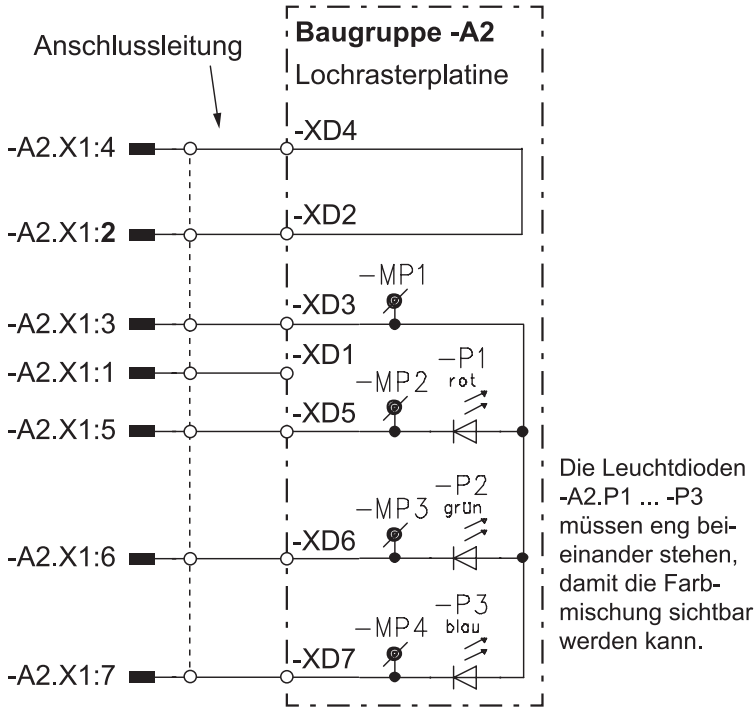 Anschlussleitung
Baugruppe -A2
Lochrasterplatine
-A2.X1:4
-XD4
-A2.X1:2
-XD2
-MP1
-A2.X1:3
-XD3
-A2.X1:1
-XD1
-P1
rot
-MP2
-A2.X1:5
-XD5
-P2
grün
-MP3
-A2.X1:6
-XD6
-P3
blau
-MP4
-A2.X1:7
-XD7
Die Leuchtdioden
-A2.P1 ... -P3
müssen eng bei-
einander stehen,
damit die Farb-
mischung sichtbar
werden kann.